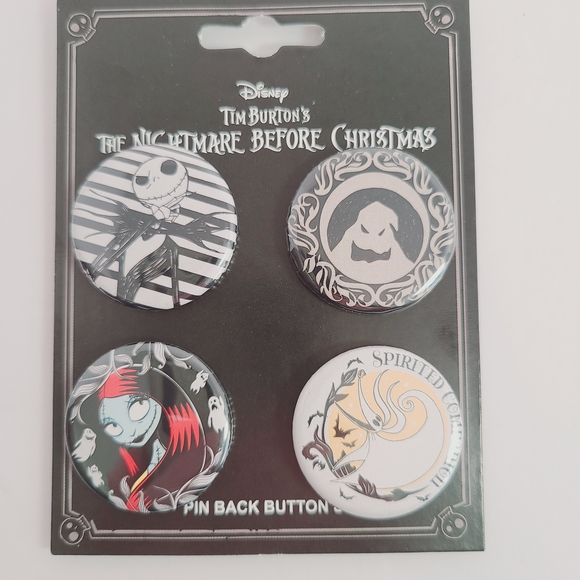 Disney
TIM BURTON'S
THE NIGHTMARE BEFORE CHRISTMAS
SPIRITED
PIN BACK BUTTON